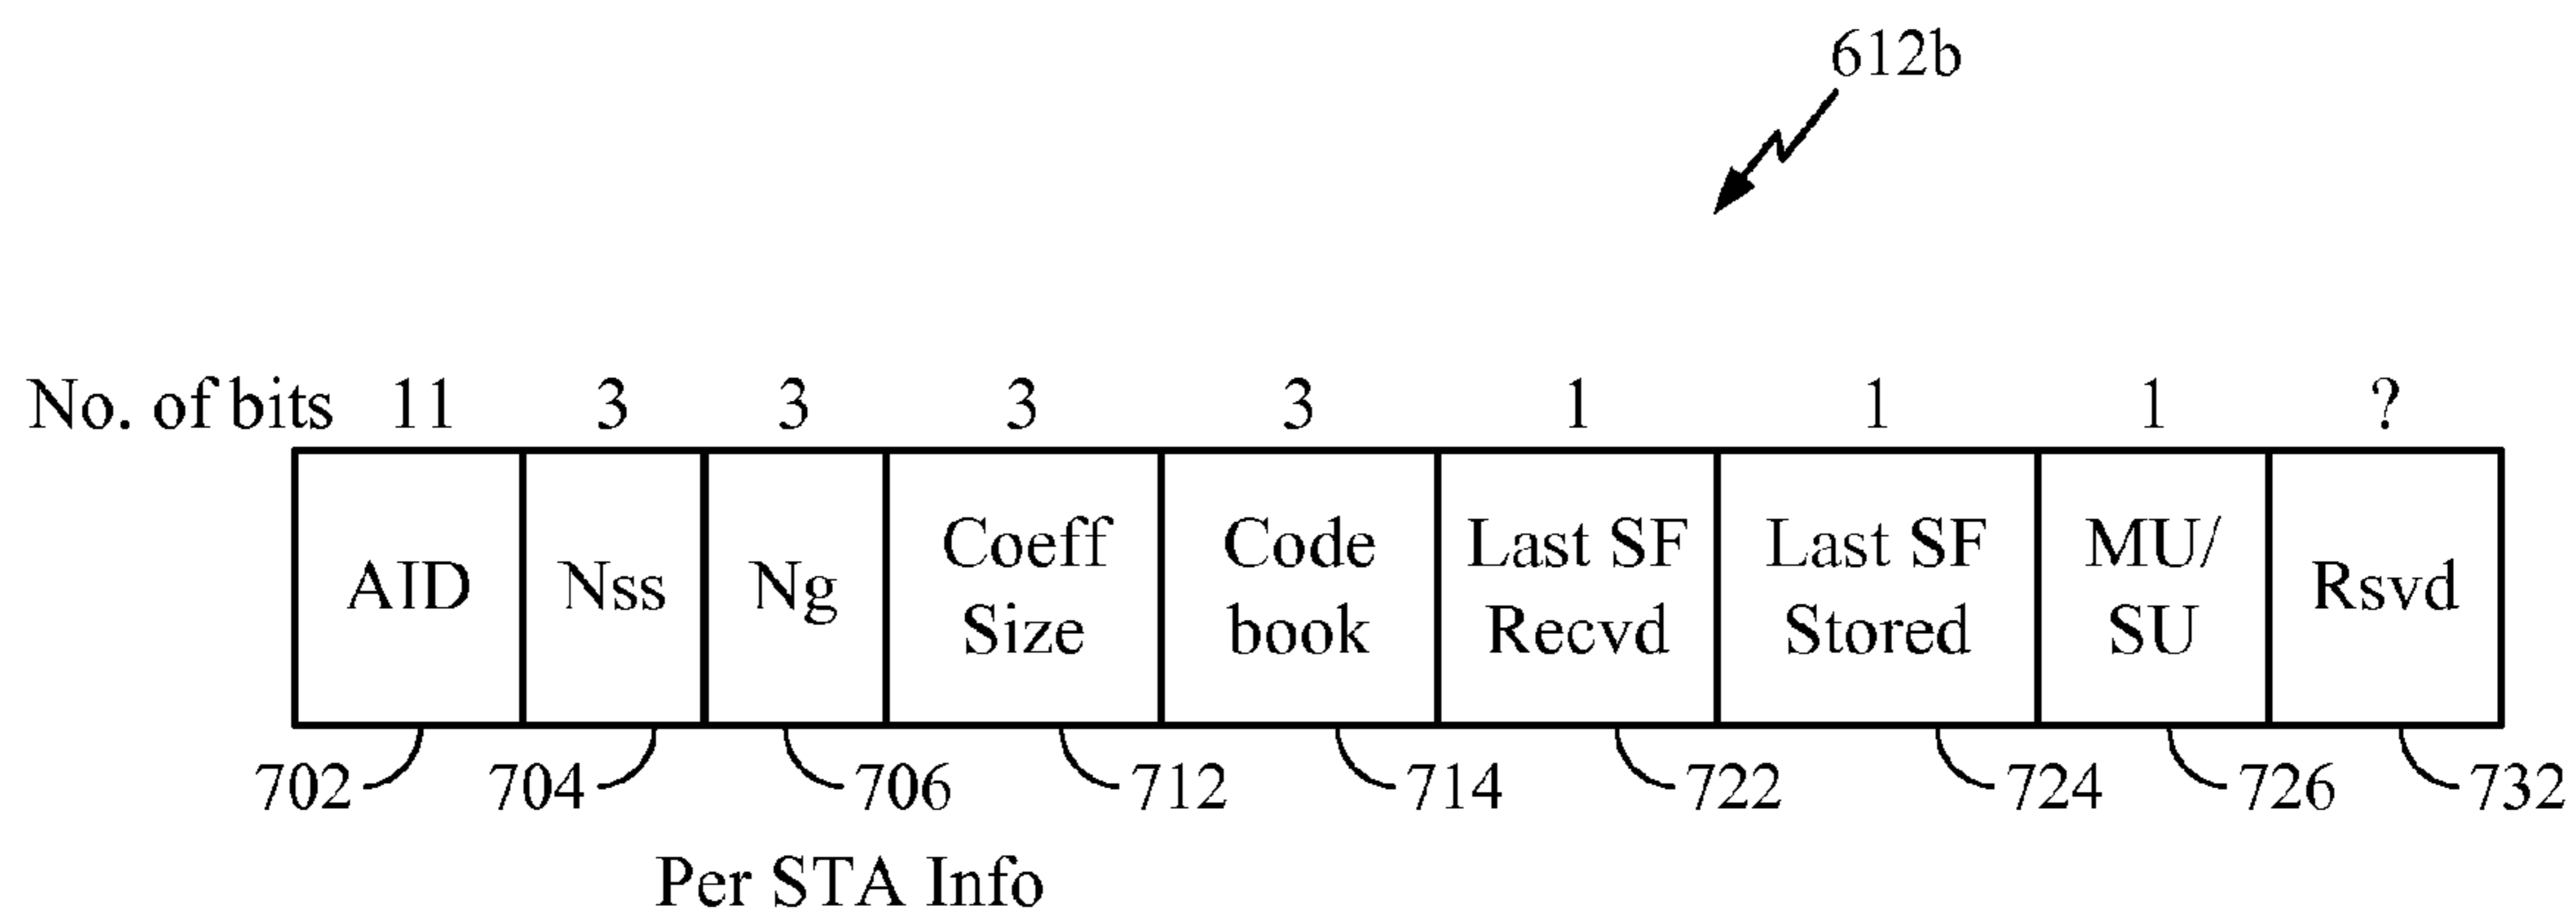 612b
No. of bits 11 3 3 3 3 1 1 1 ?
AID Nss Ng Coeff Size Code book Last SF Recvd Last SF Stored MU/ SU Rsvd
702 704 706 712 714 722 724 726 732
Per STA Info